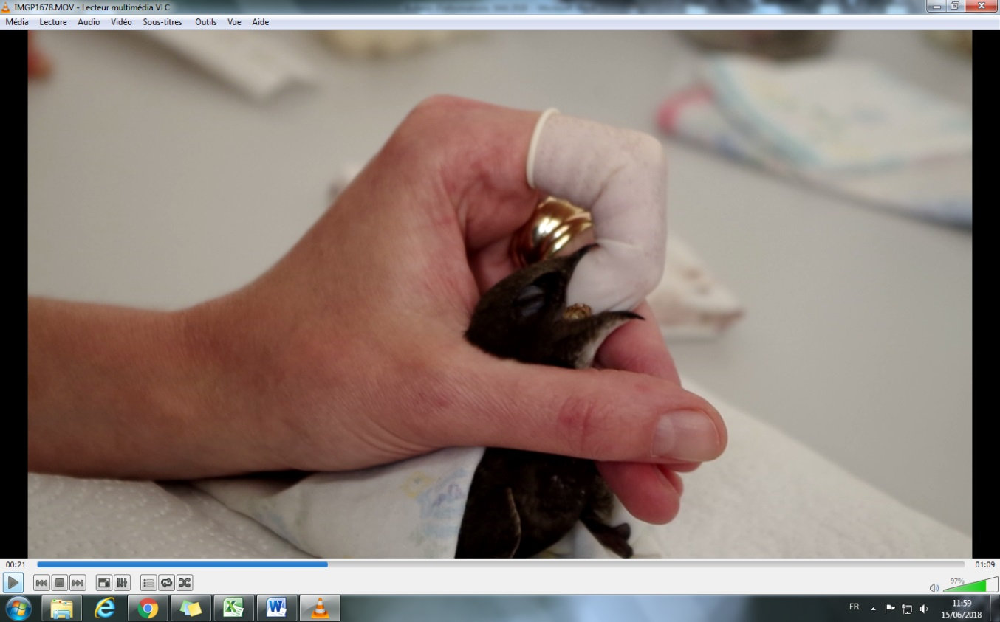 IMGP1678.MOV - Lecteur multimédia VLC
Média Lecture Audio Vidéo Sous-titres Outils Vue Aide
00:21 01:09
97%
FR 11:59
15/06/2018